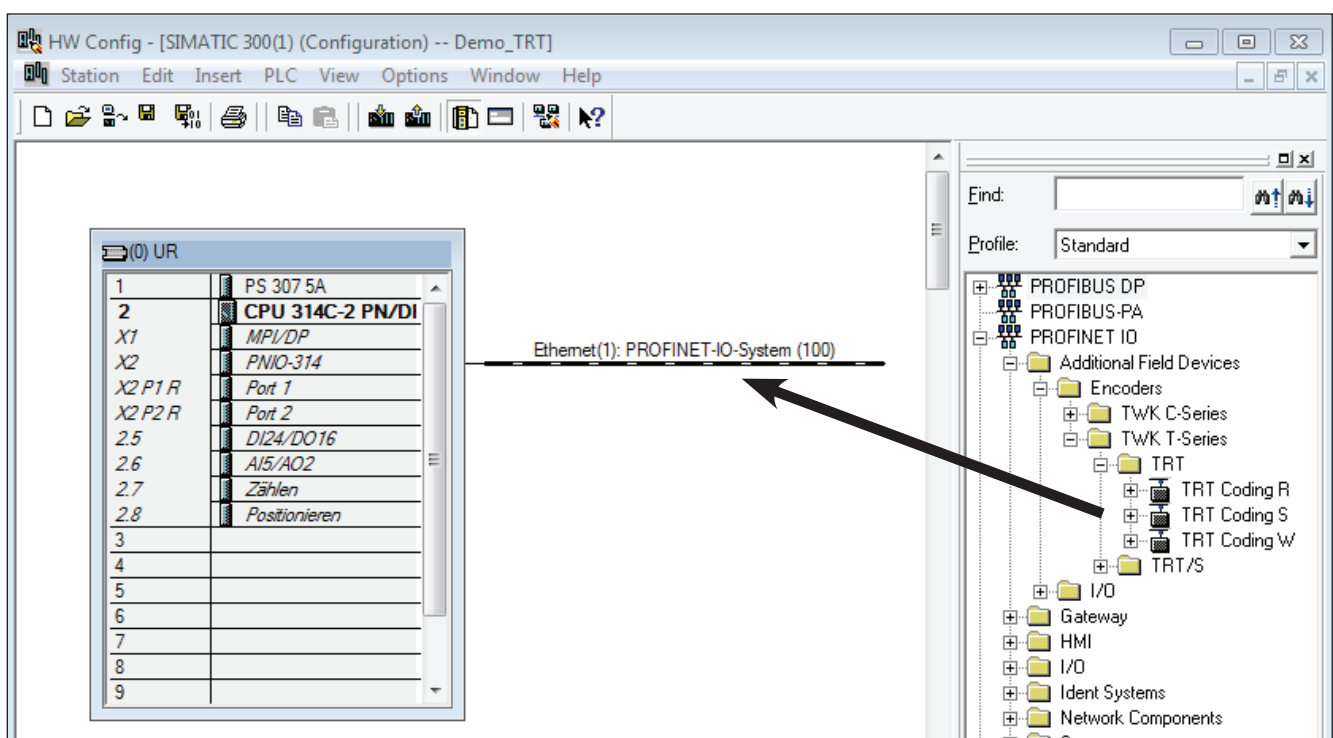 HW Config - [SIMATIC 300(1) (Configuration) -- Demo_TRT]
Station Edit Insert PLC View Options Window Help
Find:
Profile: Standard
(0) UR
1 PS 307 5A
2 CPU 314C-2 PN/D
X1 MPI/DP
X2 PNIO-314
X2 P1 R Port 1
X2 P2 R Port 2
2.5 DI24/DO16
2.6 AI5/AO2
2.7 Zählen
2.8 Positionieren
3
4
5
6
7
8
9
Ethernet(1): PROFINET-IO-System (100)
PROFIBUS DP
PROFIBUS-PA
PROFINET IO
Additional Field Devices
Encoders
TWK C-Series
TWK T-Series
TRT
TRT Coding R
TRT Coding S
TRT Coding W
TRT/S
I/O
Gateway
HMI
I/O
Ident Systems
Network Components